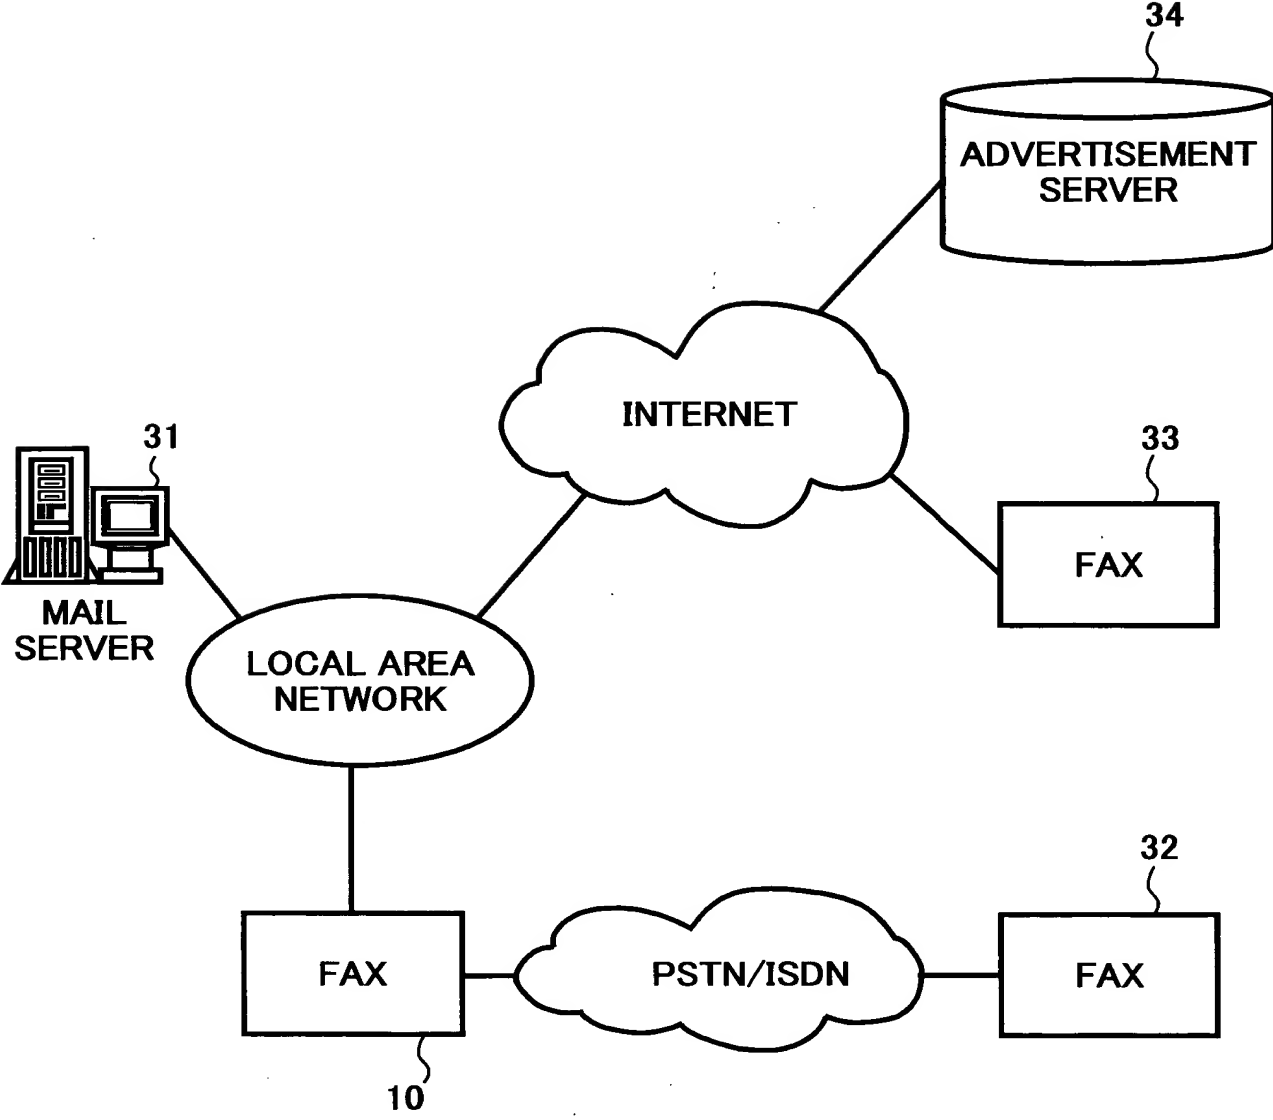 34
ADVERTISEMENT
SERVER
INTERNET
31
33
FAX
MAIL
SERVER
LOCAL AREA
NETWORK
32
FAX
PSTN/ISDN
FAX
10